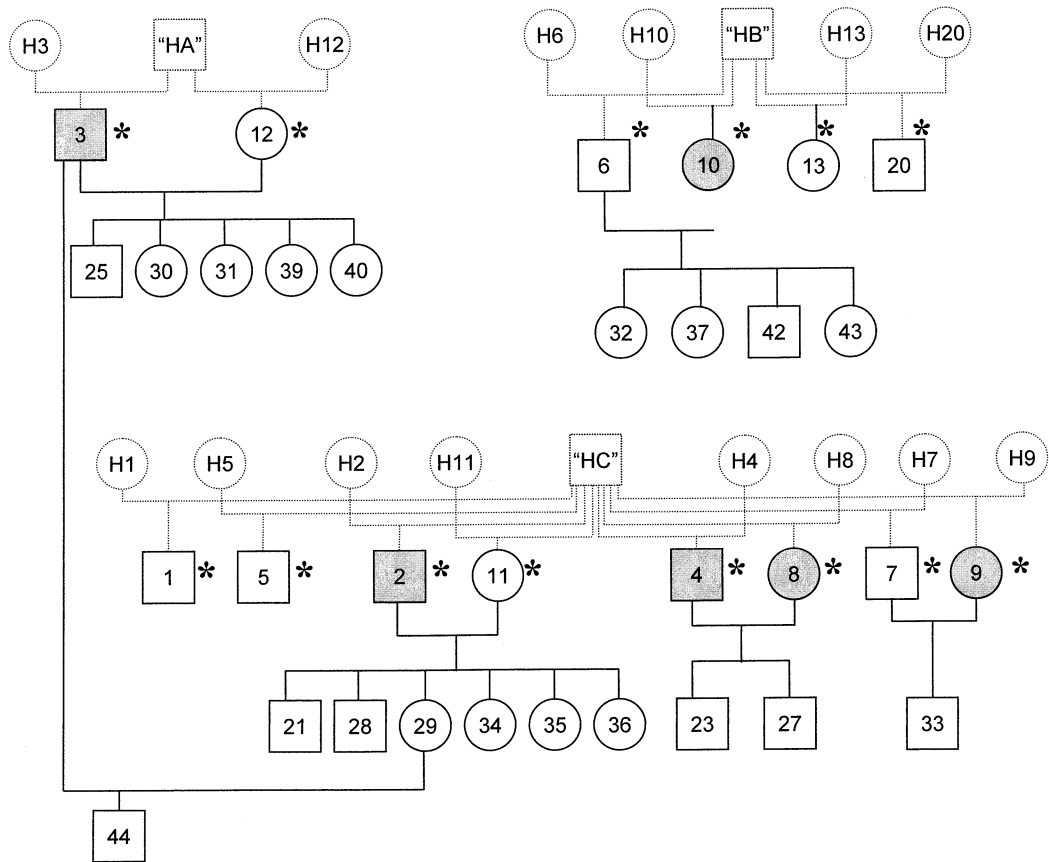 H3 "HA" H12 H6 H10 "HB" H13 H20
3 * 12 * 6 * 10 * 13 * 20 *
25 30 31 39 40
32 37 42 43
H1 H5 H2 H11 "HC" H4 H8 H7 H9
1 * 5 * 2 * 11 * 4 * 8 * 7 * 9 *
21 28 29 34 35 36 23 27 33
44